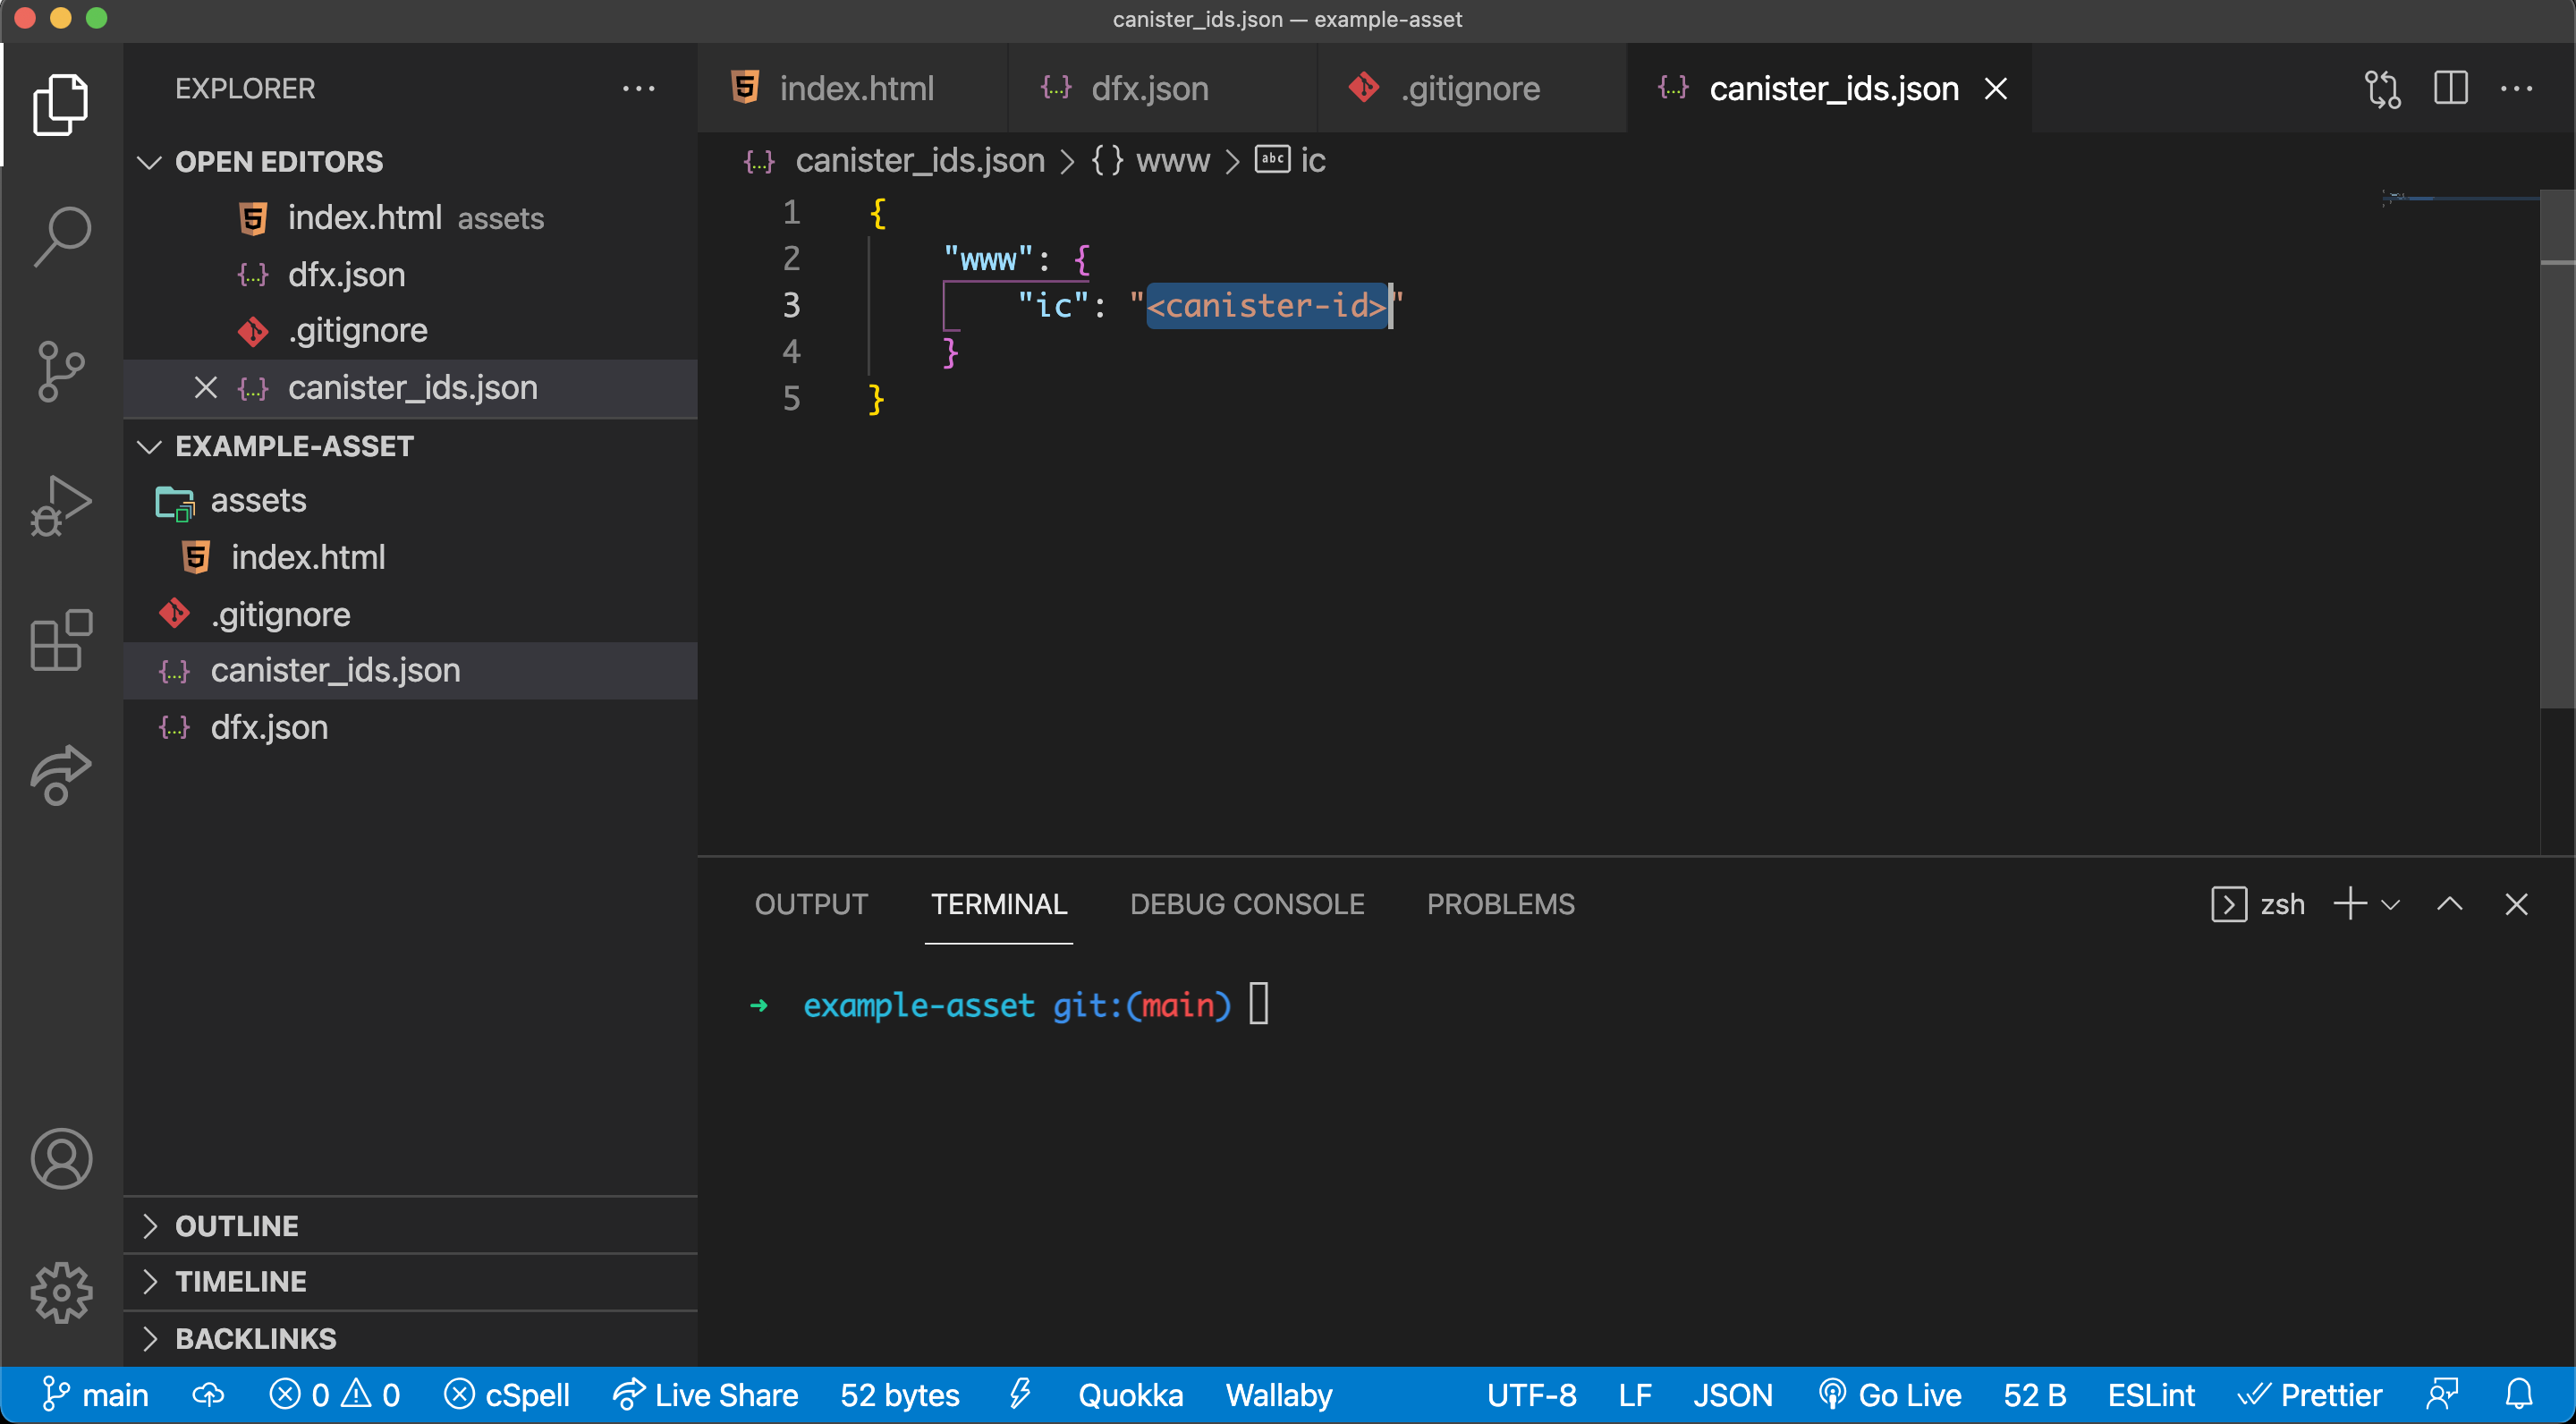 canister_ids.json — example-asset
EXPLORER
OPEN EDITORS
index.html assets
dfx.json
.gitignore
canister_ids.json
EXAMPLE-ASSET
assets
index.html
.gitignore
canister_ids.json
dfx.json
OUTLINE
TIMELINE
BACKLINKS
index.html dfx.json .gitignore canister_ids.json
canister_ids.json > {} www > abc ic
1 {
2 "www": {
3 "ic": "<canister-id>"
4 }
5 }
OUTPUT TERMINAL DEBUG CONSOLE PROBLEMS zsh
➜ example-asset git:(main)
main 0 0 cSpell Live Share 52 bytes Quokka Wallaby UTF-8 LF JSON Go Live 52 B ESLint Prettier